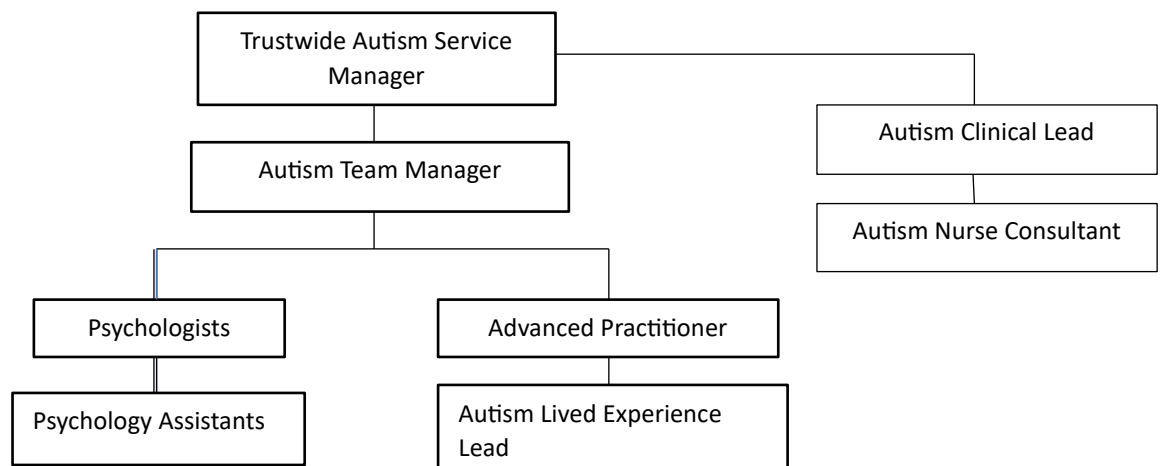 Trustwide Autism Service
Manager
Autism Clinical Lead
Autism Team Manager
Autism Nurse Consultant
Psychologists
Advanced Practitioner
Psychology Assistants
Autism Lived Experience
Lead